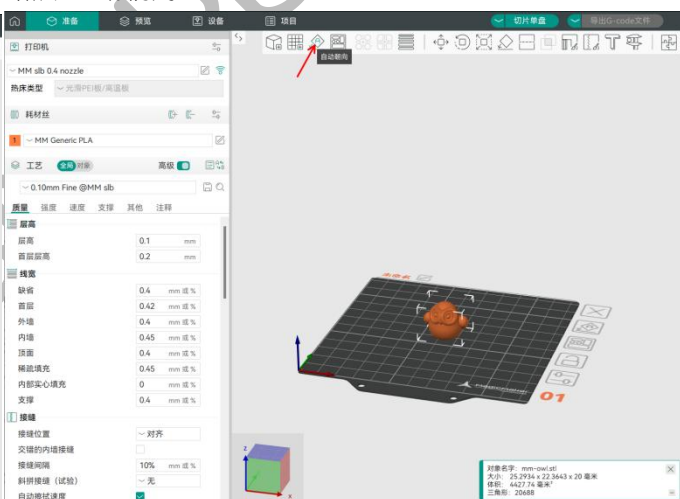 准备
预览
设备
项目
切片单盘
导出G-code文件
打印机
自动朝向
MM slb 0.4 nozzle
热床类型
光滑PEI板/高温板
耗材丝
1
MM Generic PLA
工艺
全局
对象
高级
0.10mm Fine @MM slb
质量
强度
速度
支撑
其他
注释
层高
层高 0.1 mm
首层层高 0.2 mm
线宽
缺省 0.4 mm 或 %
首层 0.42 mm 或 %
外墙 0.4 mm 或 %
内墙 0.45 mm 或 %
顶面 0.4 mm 或 %
稀疏填充 0.45 mm 或 %
内部实心填充 0 mm 或 %
支撑 0.4 mm 或 %
接缝
接缝位置 对齐
交错的内墙接缝
接缝间隔 10% mm 或 %
斜拼接缝（试验） 无
自动擦拭速度
未命名
01
z
x
对象名字: mm-owl.stl
大小: 25.2934 x 22.3643 x 20 毫米
体积: 4427.74 毫米³
三角形: 20688